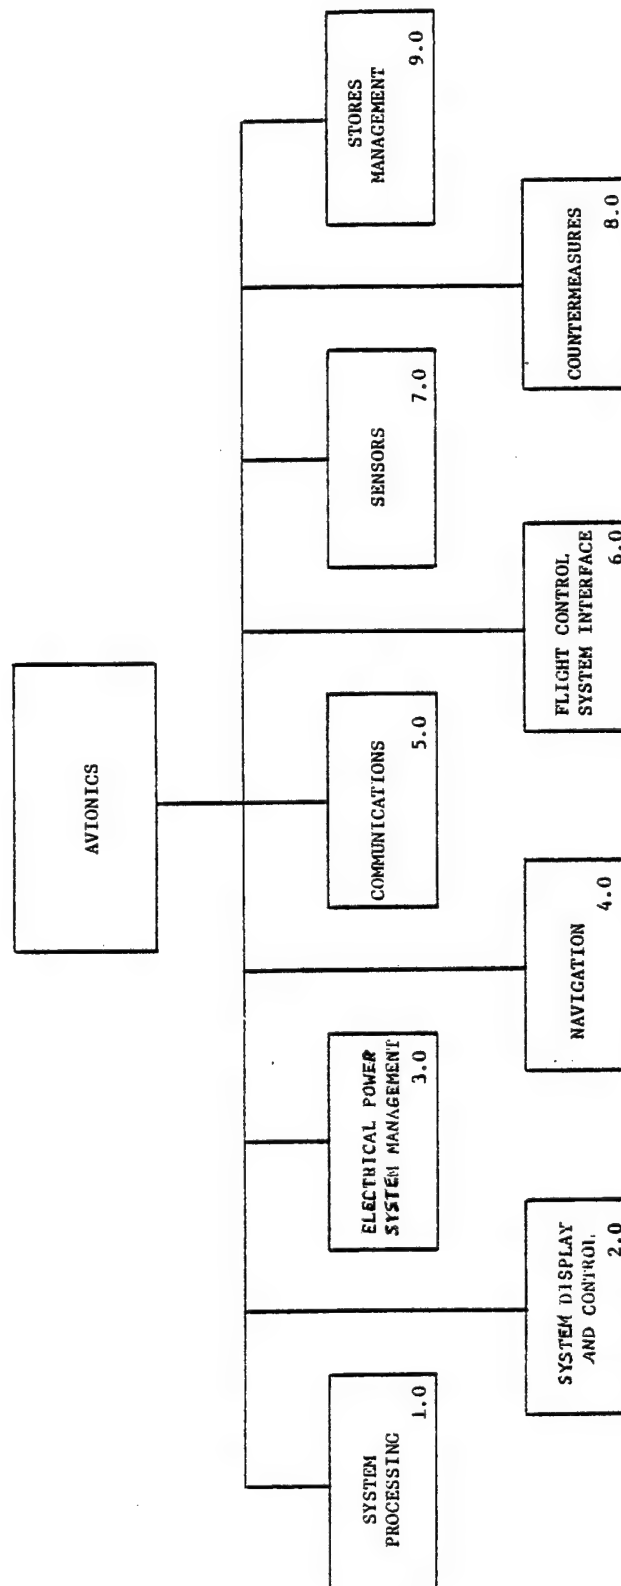 AVIONICS
SYSTEM
PROCESSING
1.0
SYSTEM DISPLAY
AND CONTROL
2.0
ELECTRICAL POWER
SYSTEM MANAGEMENT
3.0
NAVIGATION
4.0
COMMUNICATIONS
5.0
FLIGHT CONTROL
SYSTEM INTERFACE
6.0
SENSORS
7.0
COUNTERMEASURES
8.0
STORES
MANAGEMENT
9.0